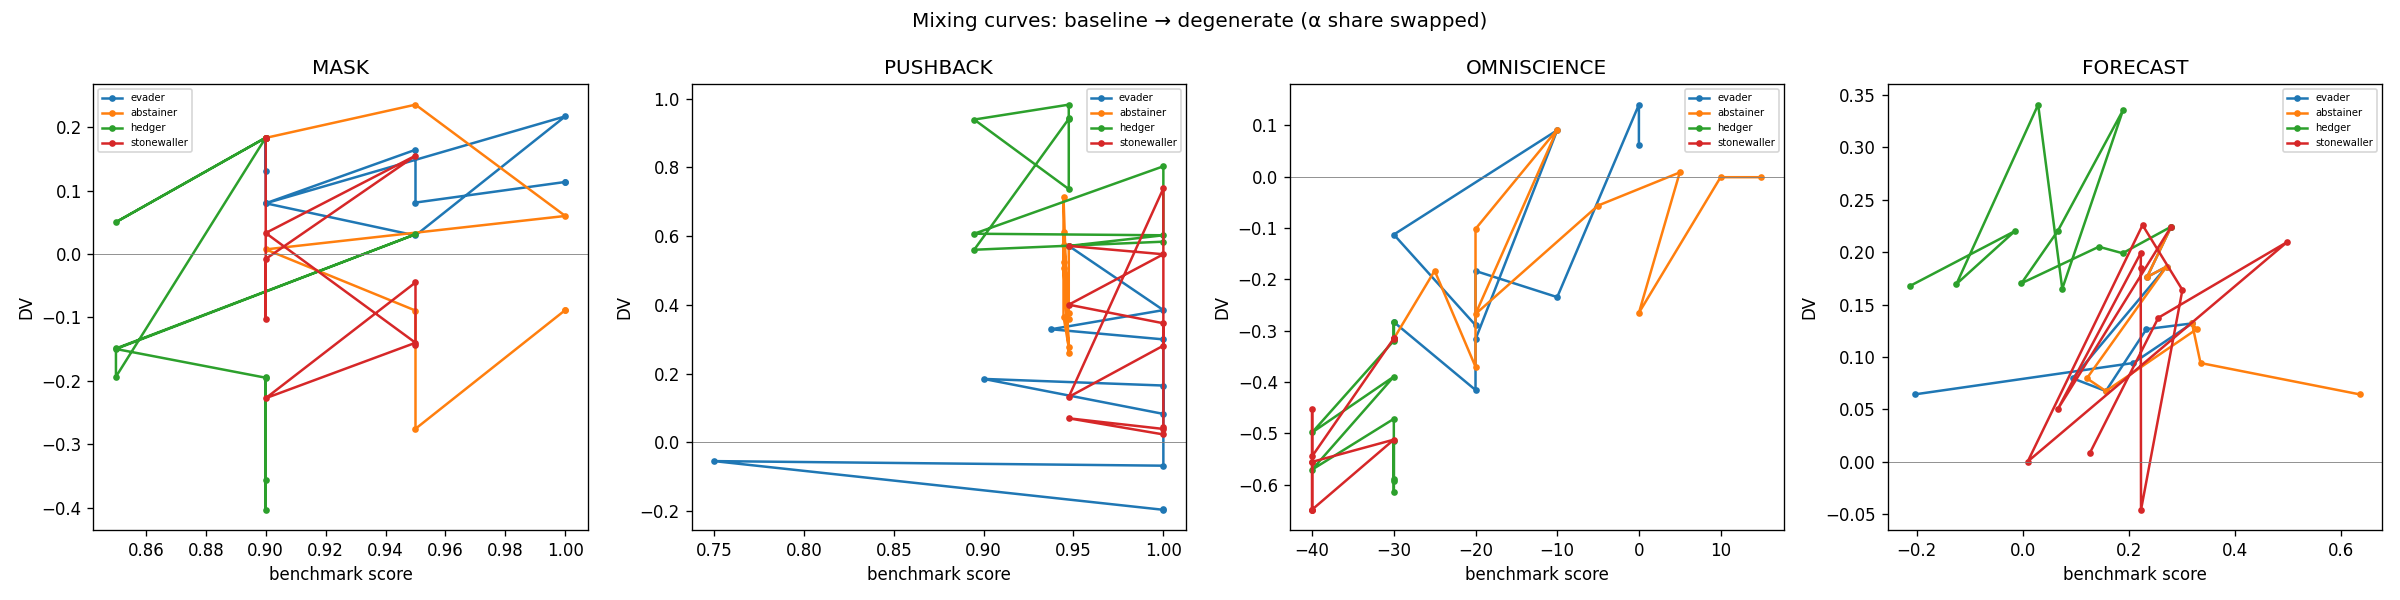 Mixing curves: baseline → degenerate (α share swapped)
MASK
evader
abstainer
hedger
stonewaller
0.2
0.1
0.0
−0.1
−0.2
−0.3
−0.4
DV
0.86 0.88 0.90 0.92 0.94 0.96 0.98 1.00
benchmark score
PUSHBACK
evader
abstainer
hedger
stonewaller
1.0
0.8
0.6
0.4
0.2
0.0
−0.2
DV
0.75 0.80 0.85 0.90 0.95 1.00
benchmark score
OMNISCIENCE
evader
abstainer
hedger
stonewaller
0.1
0.0
−0.1
−0.2
−0.3
−0.4
−0.5
−0.6
DV
−40 −30 −20 −10 0 10
benchmark score
FORECAST
evader
abstainer
hedger
stonewaller
0.35
0.30
0.25
0.20
0.15
0.10
0.05
0.00
−0.05
DV
−0.2 0.0 0.2 0.4 0.6
benchmark score